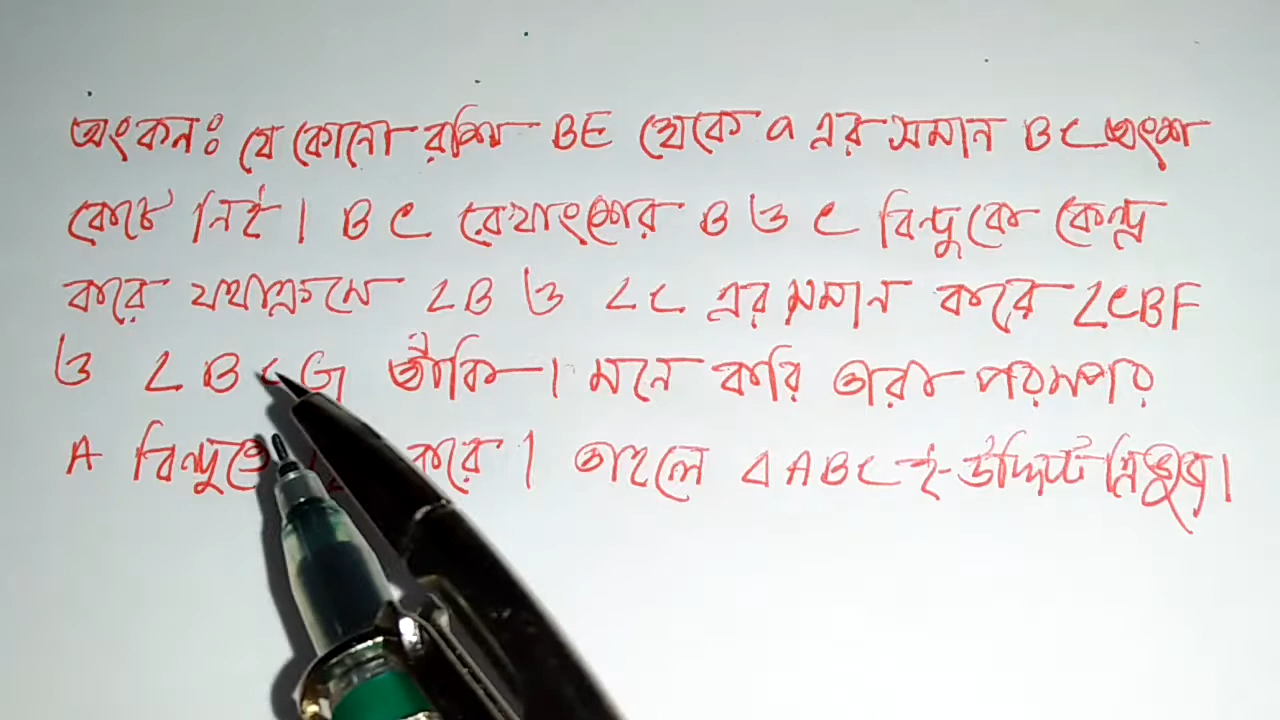 অংকন: যে কোনো রশ্মি BE থেকে a এর সমান BC অংশ
কেটে নিই। BC রেখাংশের B ও C বিন্দুকে কেন্দ্র
করে যথাক্রমে ∠B ও ∠C এর সমান করে ∠CBF
ও ∠BCG আঁকি। মনে করি তারা পরস্পর
A বিন্দুতে করে। তাহলে ΔABC ই-উদ্দিষ্ট ত্রিভুজ।